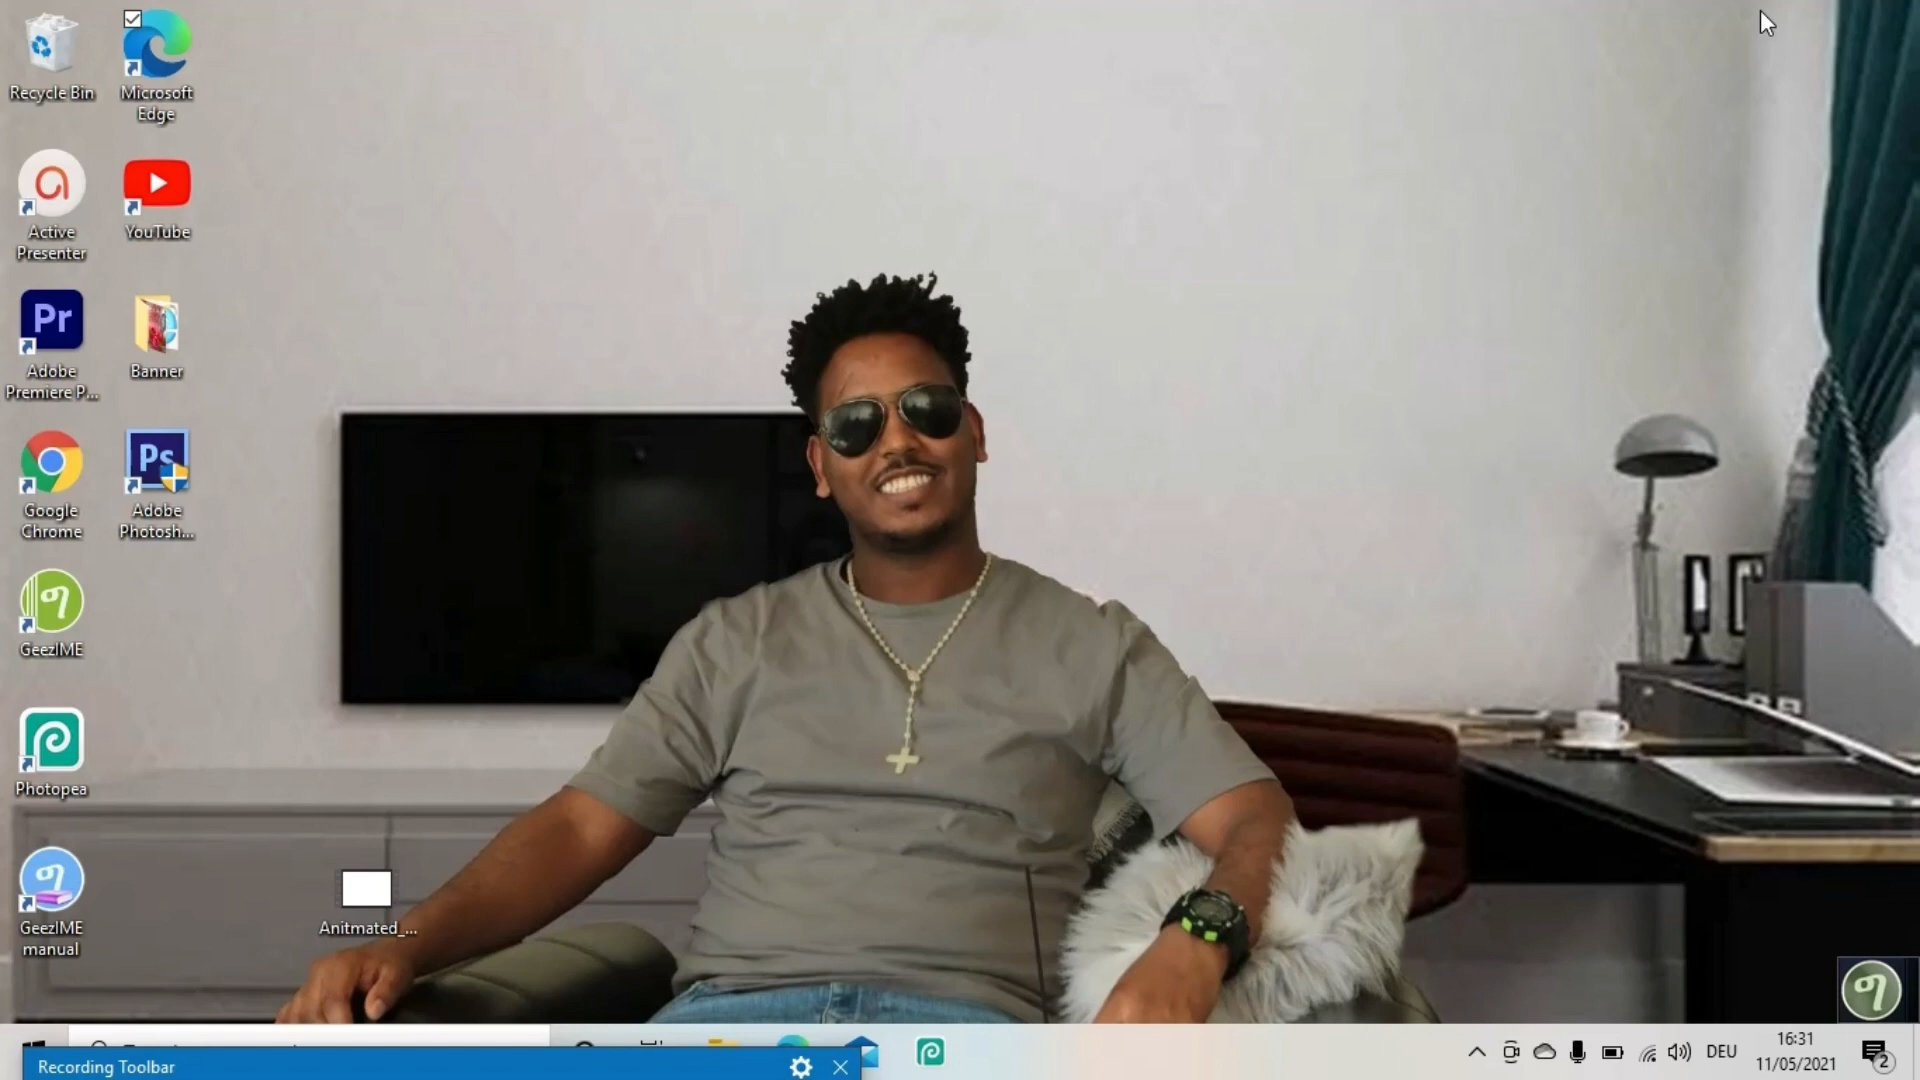 Recycle Bin
Microsoft
Edge
Active
Presenter
YouTube
Pr
Adobe
Premiere P...
Banner
Google
Chrome
Ps
Adobe
Photosh...
ግ
GeezIME
Photopea
ግ
GeezIME
manual
Anitmated_...
ግ
Recording Toolbar
DEU
16:31
11/05/2021
2